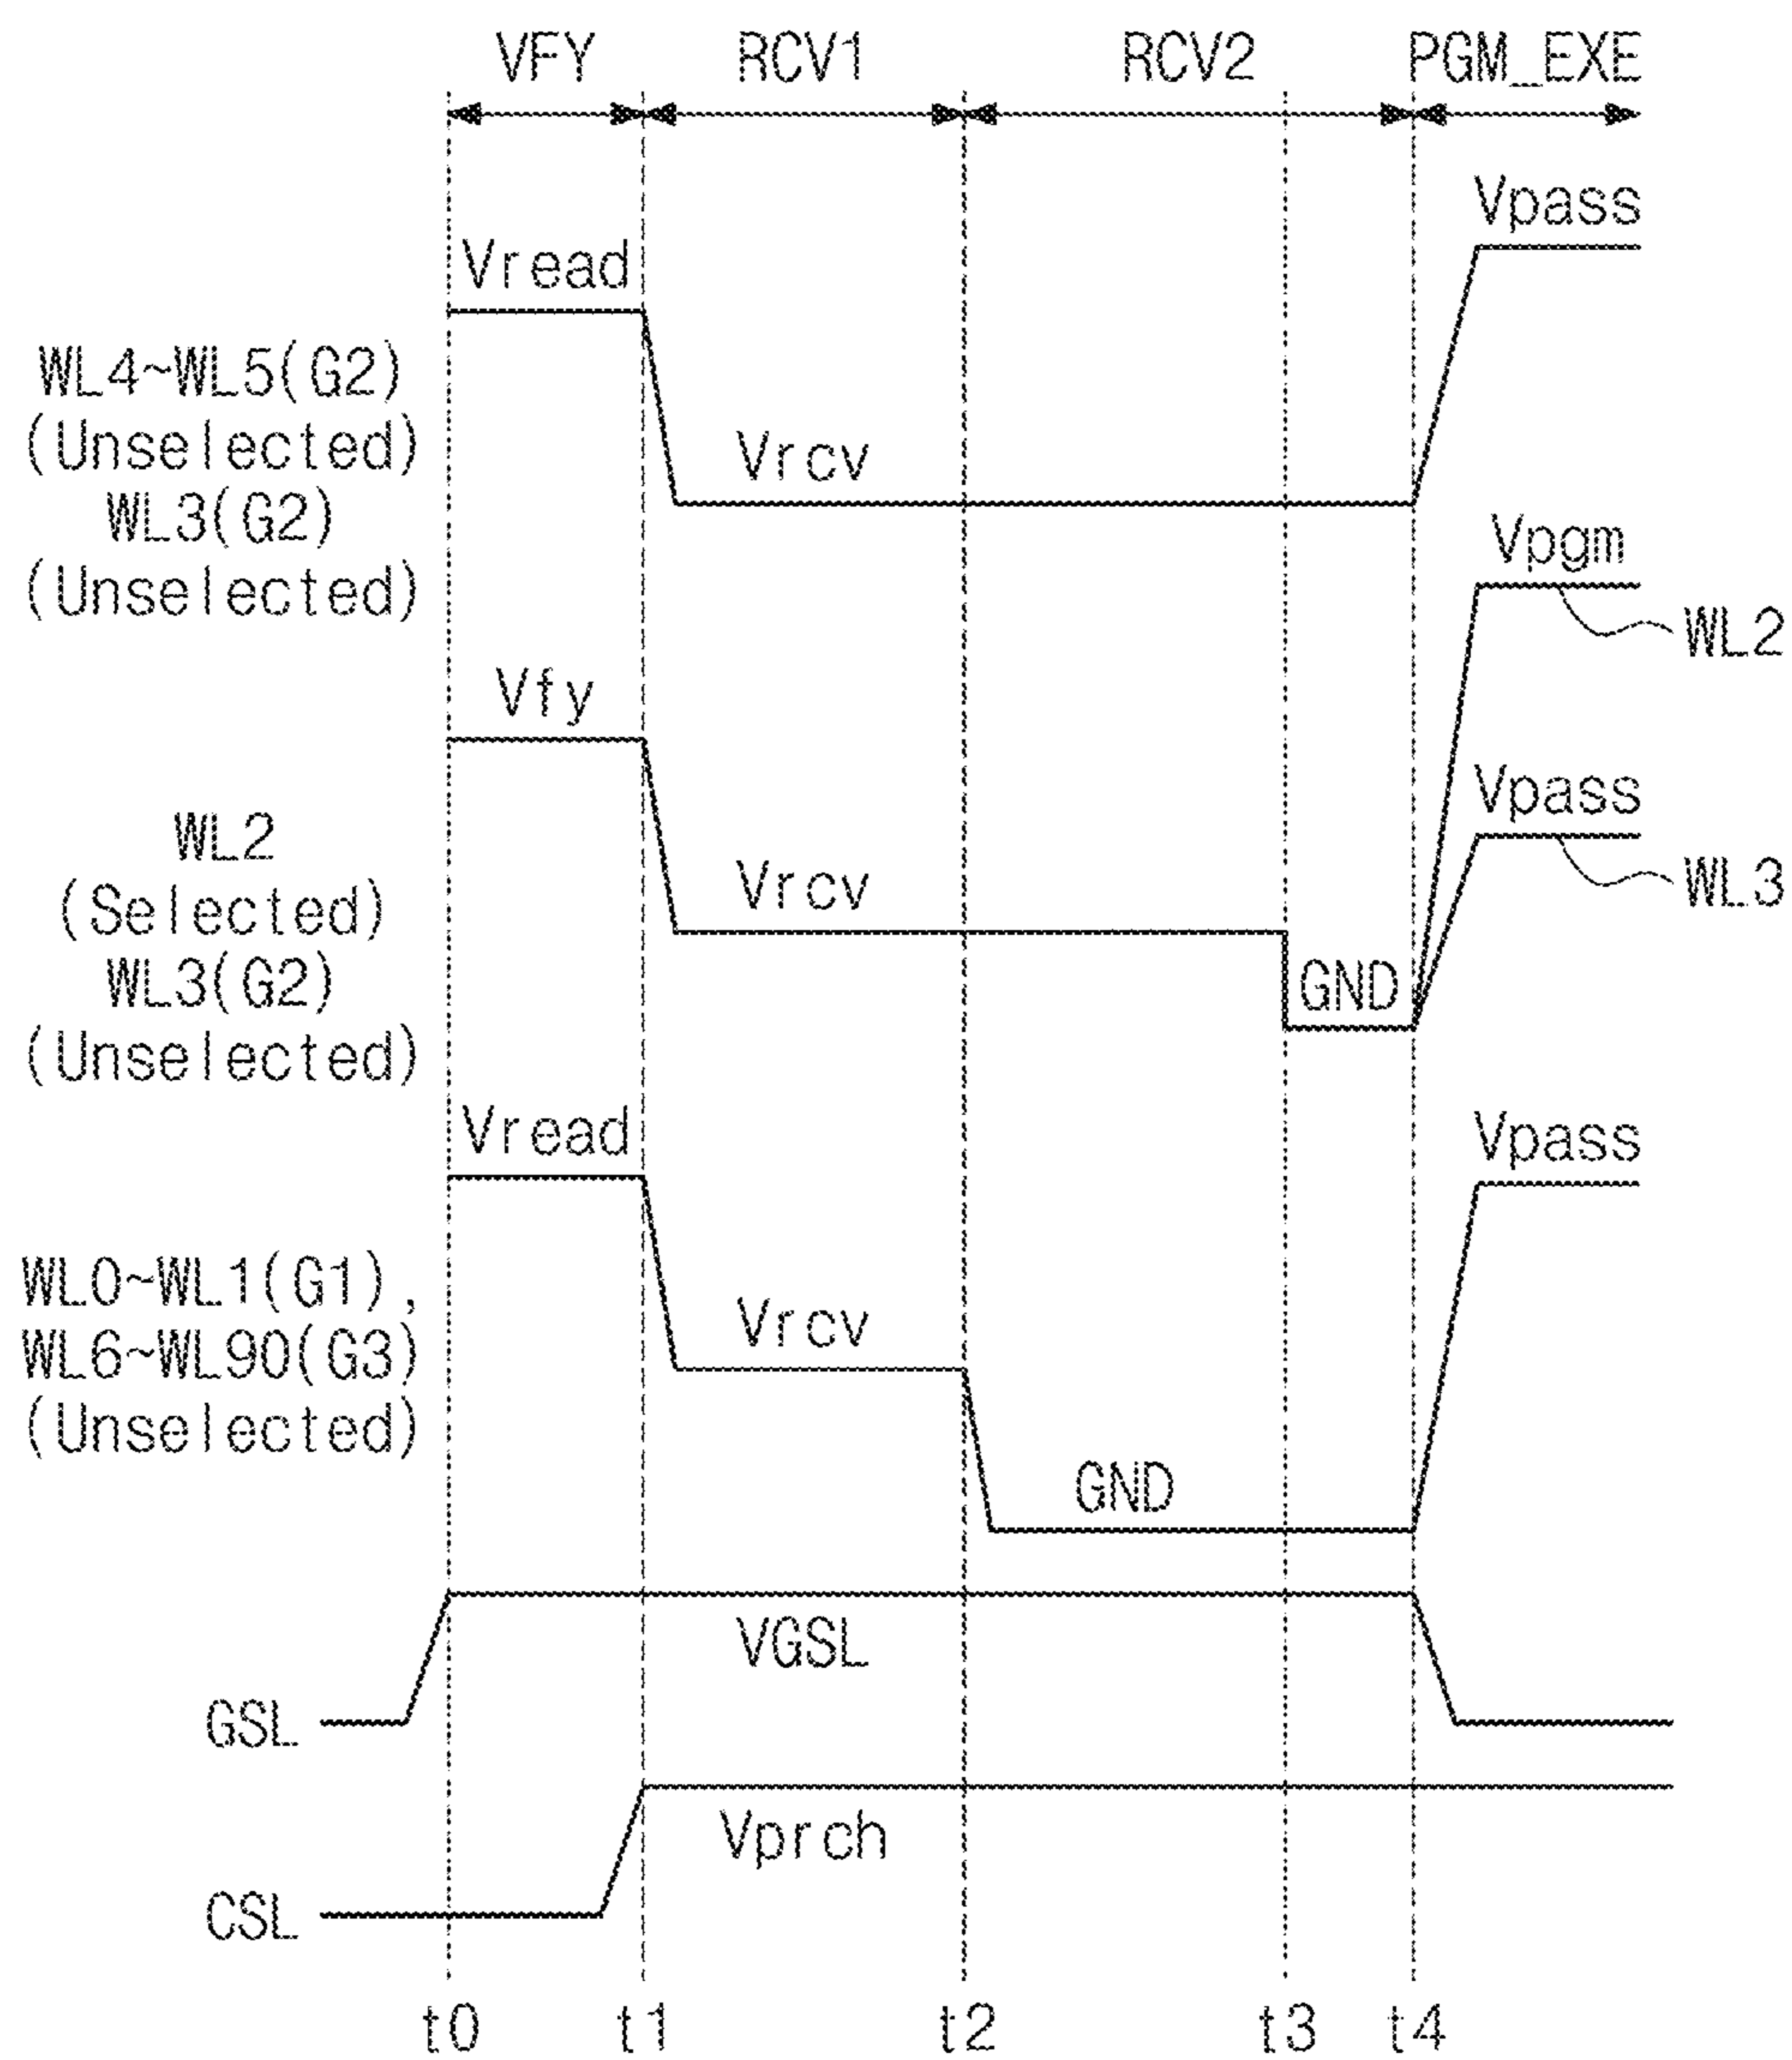 VFY RCV1 RCV2 PGM_EXE
Vpass
Vread
WL4~WL5(G2)
(Unselected)
Vrcv
WL3(G2)
Vpgm
(Unselected)
WL2
Vfy
Vpass
WL2
(Selected)
Vrcv
WL3
WL3(G2)
GND
(Unselected)
Vread
Vpass
WL0~WL1(G1),
Vrcv
WL6~WL90(G3)
(Unselected)
GND
VGSL
GSL
Vprch
CSL
t0 t1 t2 t3 t4